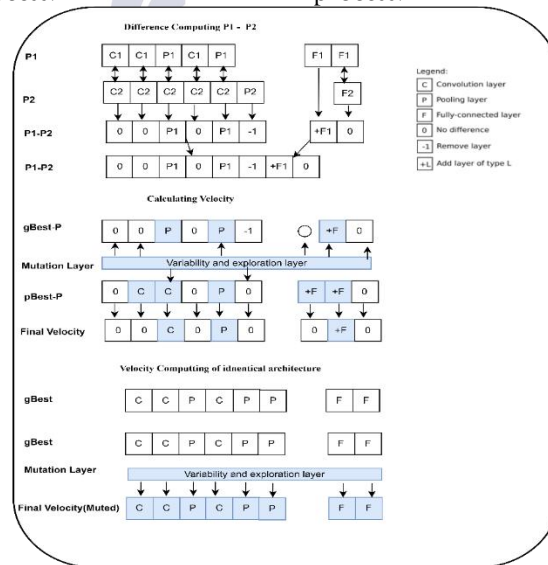 Difference Computing P1 - P2
P1 C1 C1 P1 C1 P1 F1 F1
P2 C2 C2 C2 C2 C2 P2 F2
P1-P2 0 0 P1 0 P1 -1 +F1 0
P1-P2 0 0 P1 0 P1 -1 +F1 0
Legend:
C Convolution layer
P Pooling layer
F Fully-connected layer
0 No difference
-1 Remove layer
+L Add layer of type L
Calculating Velocity
gBest-P 0 0 P 0 P -1 +F 0
Mutation Layer Variability and exploration layer
pBest-P 0 C C 0 P 0 +F +F 0
Final Velocity 0 0 C 0 P 0 0 +F 0
Velocity Computting of idnentical architecture
gBest C C P C P P F F
gBest C C P C P P F F
Mutation Layer Variability and exploration layer
Final Velocity(Muted) C C P C P P F F